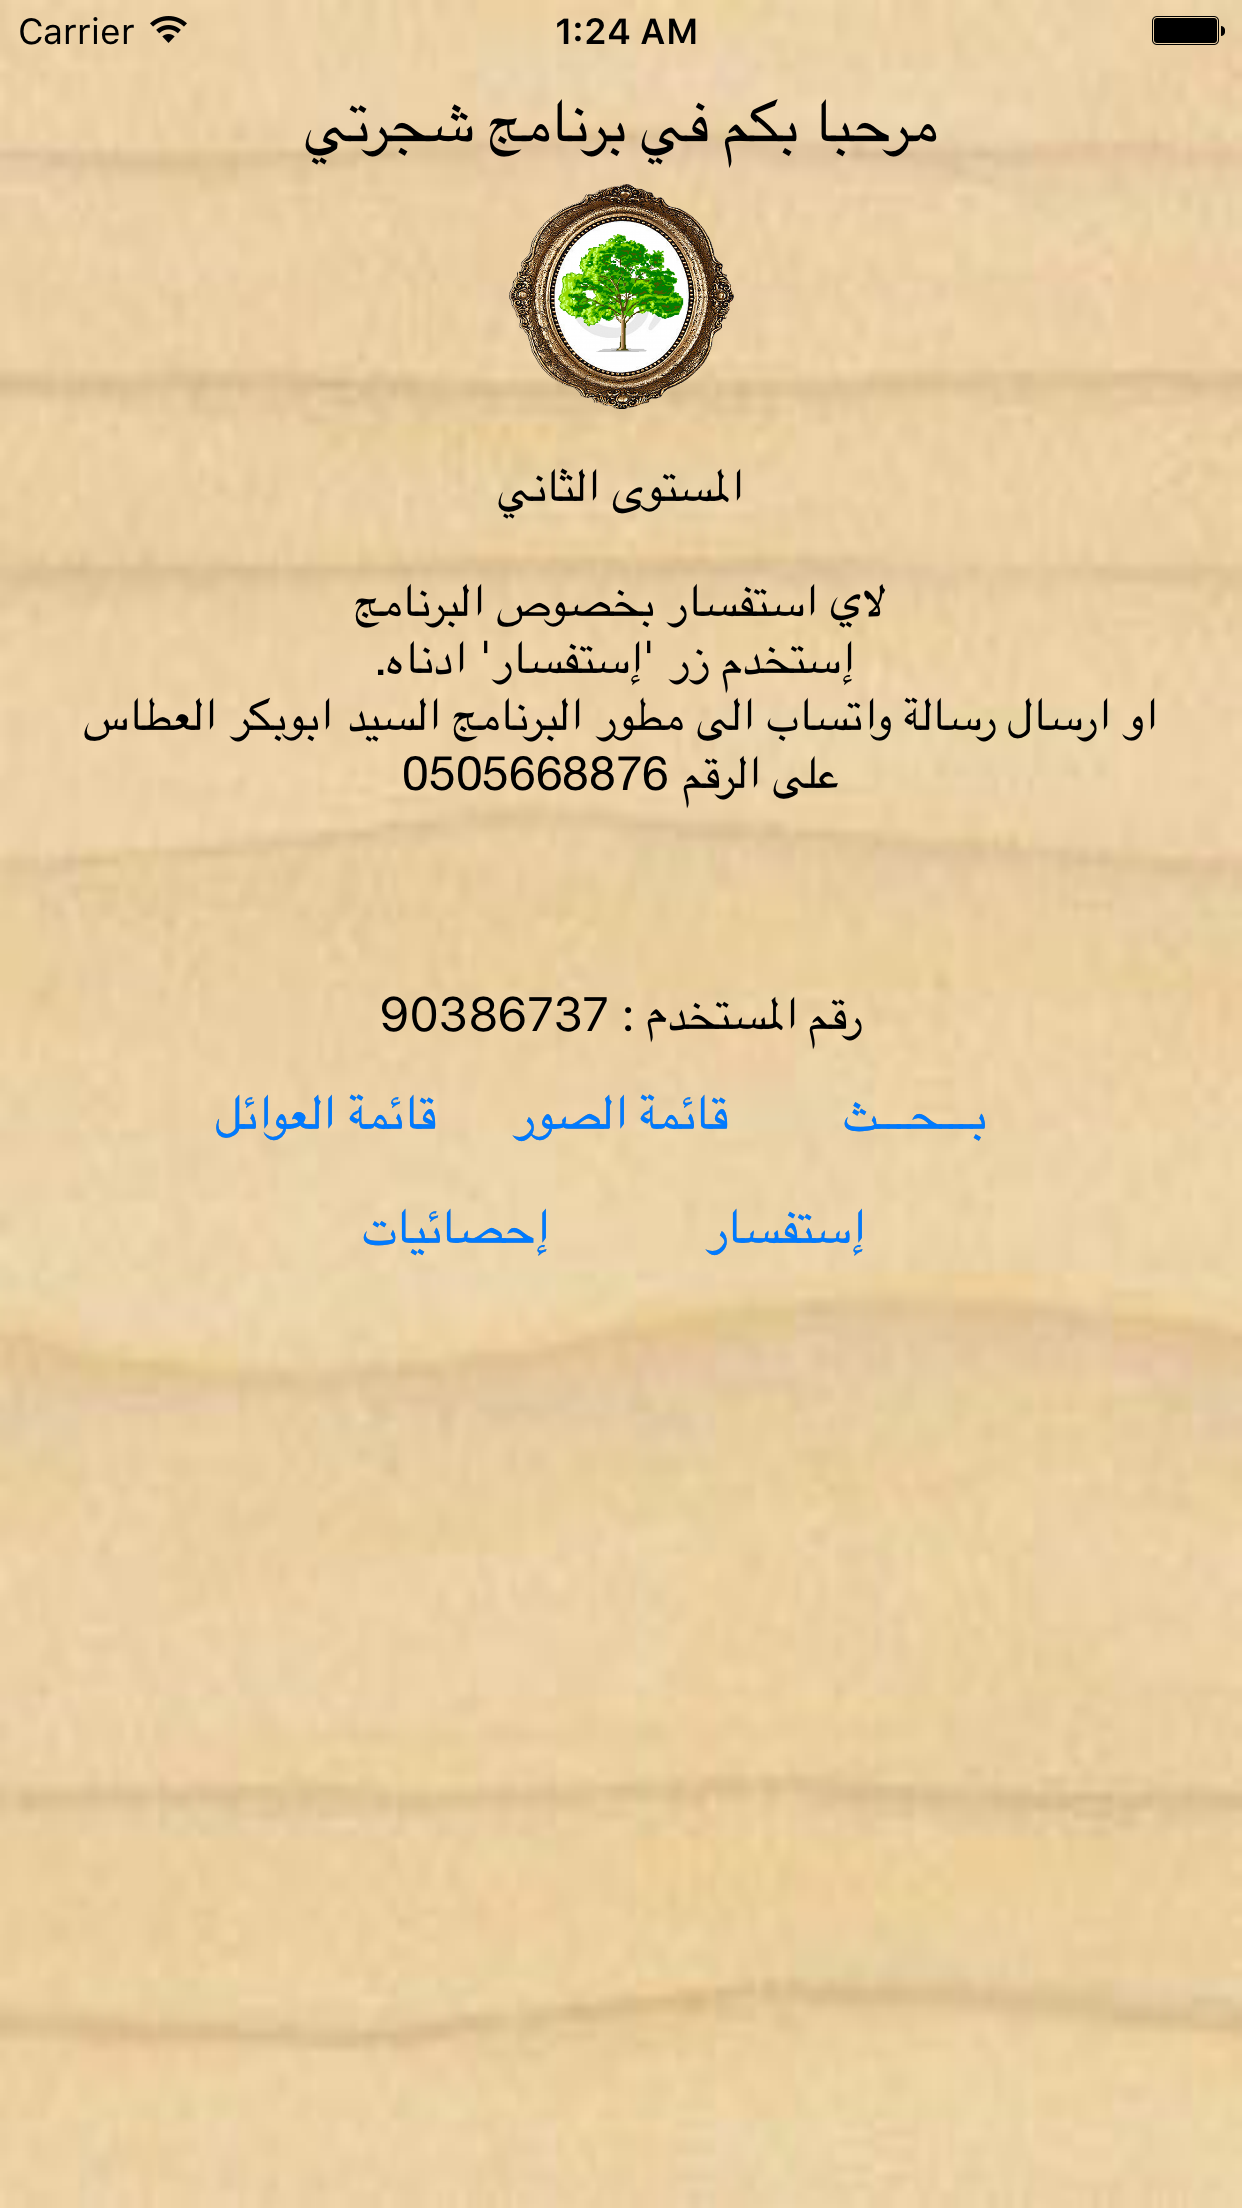 Carrier 1:24 AM
مرحبا بكم في برنامج شجرتي
المستوى الثاني
لاي استفسار بخصوص البرنامج
إستخدم زر 'إستفسار' ادناه.
او ارسال رسالة واتساب الى مطور البرنامج السيد ابوبكر العطاس
على الرقم 0505668876
رقم المستخدم : 90386737
بـــحـــث قائمة الصور قائمة العوائل
إستفسار إحصائيات